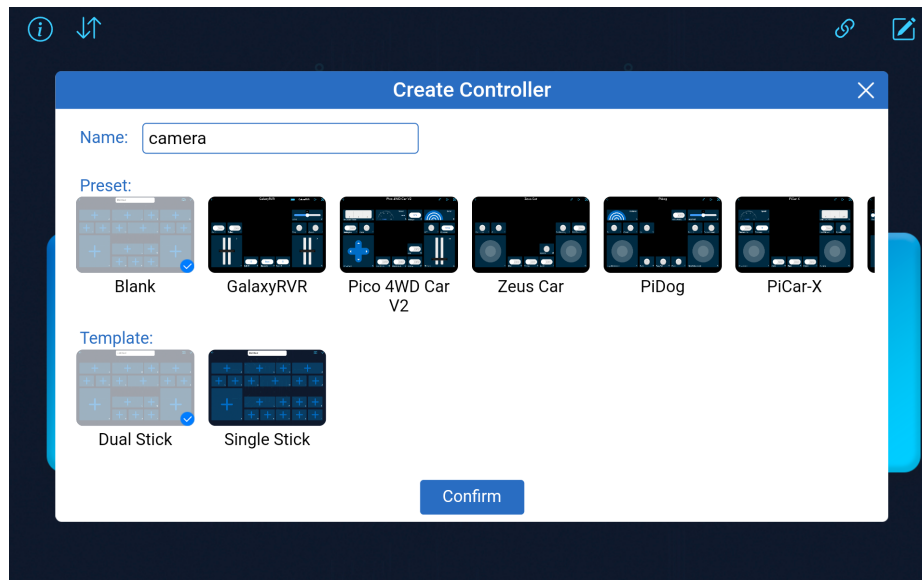 Create Controller
Name: camera
Preset:
Blank
GalaxyRVR
Pico 4WD Car
V2
Zeus Car
PiDog
PiCar-X
Template:
Dual Stick
Single Stick
Confirm